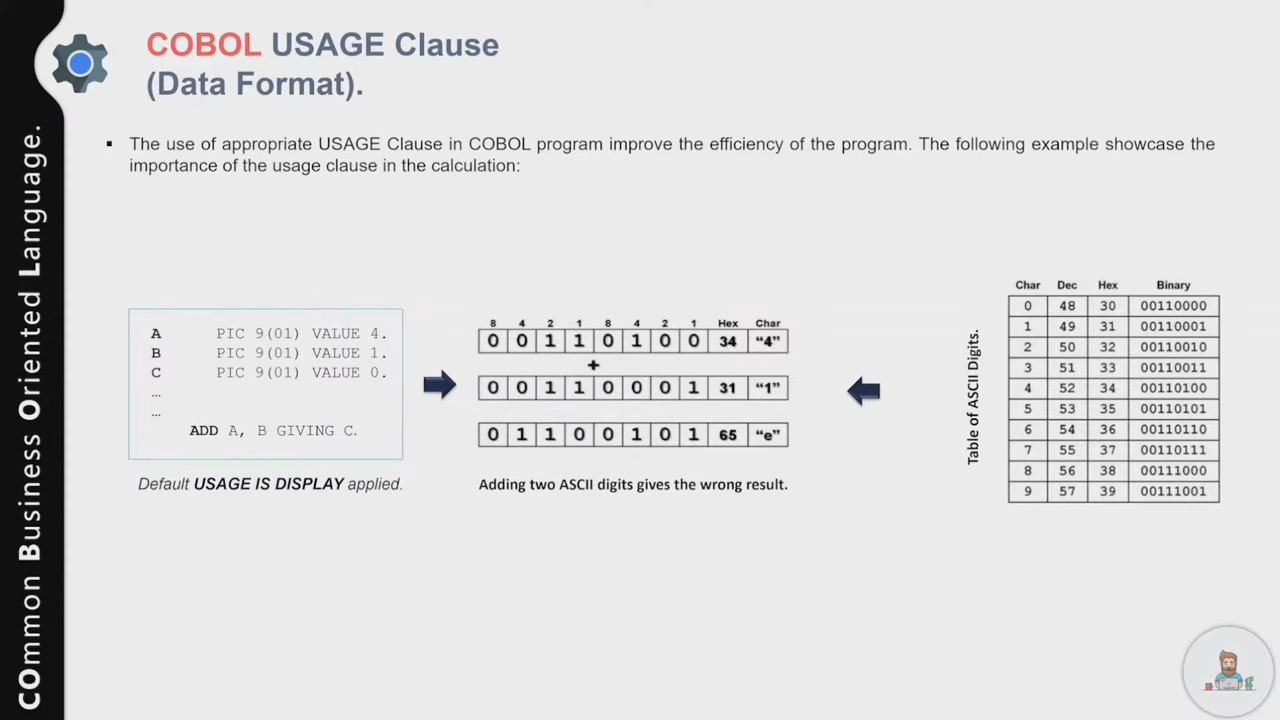 COmmon Business Oriented Language.
COBOL USAGE Clause
(Data Format).
▪ The use of appropriate USAGE Clause in COBOL program improve the efficiency of the program. The following example showcase the
importance of the usage clause in the calculation:
A PIC 9(01) VALUE 4.
B PIC 9(01) VALUE 1.
C PIC 9(01) VALUE 0.
…
…
ADD A, B GIVING C.
Default USAGE IS DISPLAY applied.
8 4 2 1 8 4 2 1 Hex Char
0 0 1 1 0 1 0 0 34 “4”
+
0 0 1 1 0 0 0 1 31 “1”
0 1 1 0 0 1 0 1 65 “e”
Adding two ASCII digits gives the wrong result.
Table of ASCII Digits.
Char Dec Hex Binary
0 48 30 00110000
1 49 31 00110001
2 50 32 00110010
3 51 33 00110011
4 52 34 00110100
5 53 35 00110101
6 54 36 00110110
7 55 37 00110111
8 56 38 00111000
9 57 39 00111001